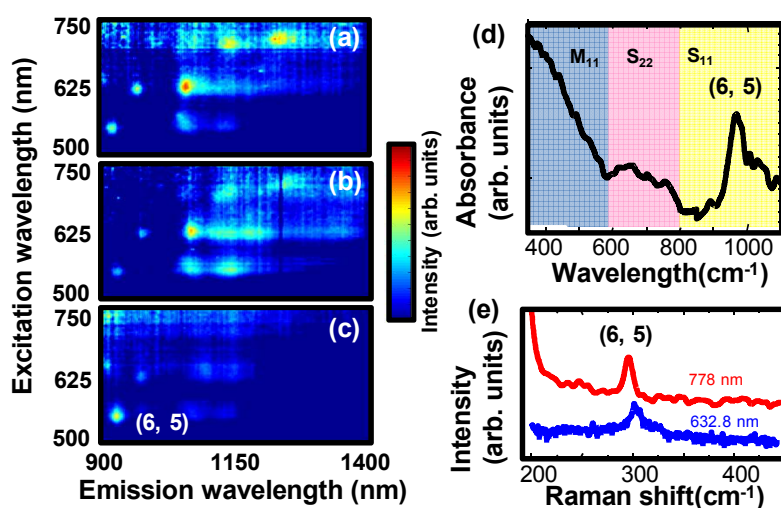 (a)
750
625
500
(b)
750
625
500
(c)
750
625
500
(6, 5)
900 1150 1400
Emission wavelength (nm)
Excitation wavelength (nm)
Intensity (arb. units)
(d)
M11 S22 S11
(6, 5)
Absorbance
(arb. units)
400 600 800 1000
Wavelength(cm-1)
(e)
(6, 5)
778 nm
632.8 nm
Intensity
(arb. units)
200 300 400
Raman shift(cm-1)